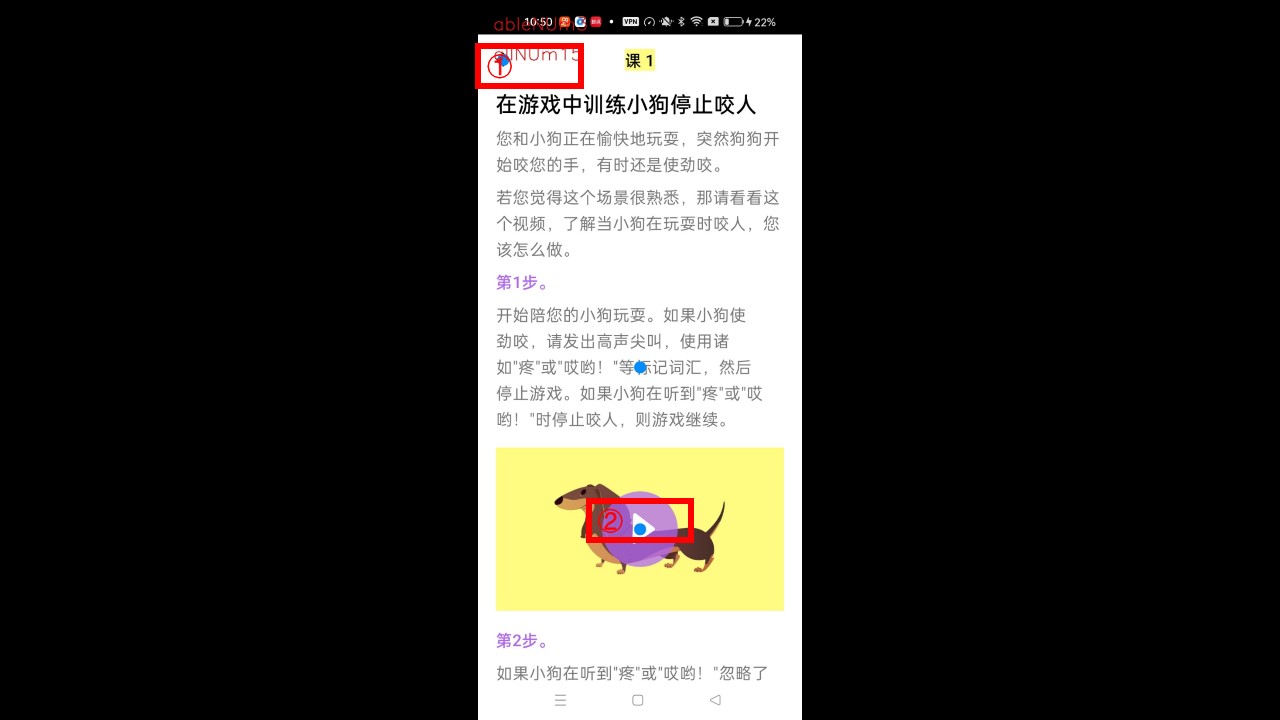 ableNUm5
10:50
VPN
22%
allNUm15
①
课 1
在游戏中训练小狗停止咬人
您和小狗正在愉快地玩耍，突然狗狗开
始咬您的手，有时还是使劲咬。
若您觉得这个场景很熟悉，那请看看这
个视频，了解当小狗在玩耍时咬人，您
该怎么做。
第1步。
开始陪您的小狗玩耍。如果小狗使
劲咬，请发出高声尖叫，使用诸
如"疼"或"哎哟！"等标记词汇，然后
停止游戏。如果小狗在听到"疼"或"哎
哟！"时停止咬人，则游戏继续。
②
第2步。
如果小狗在听到"疼"或"哎哟！"忽略了